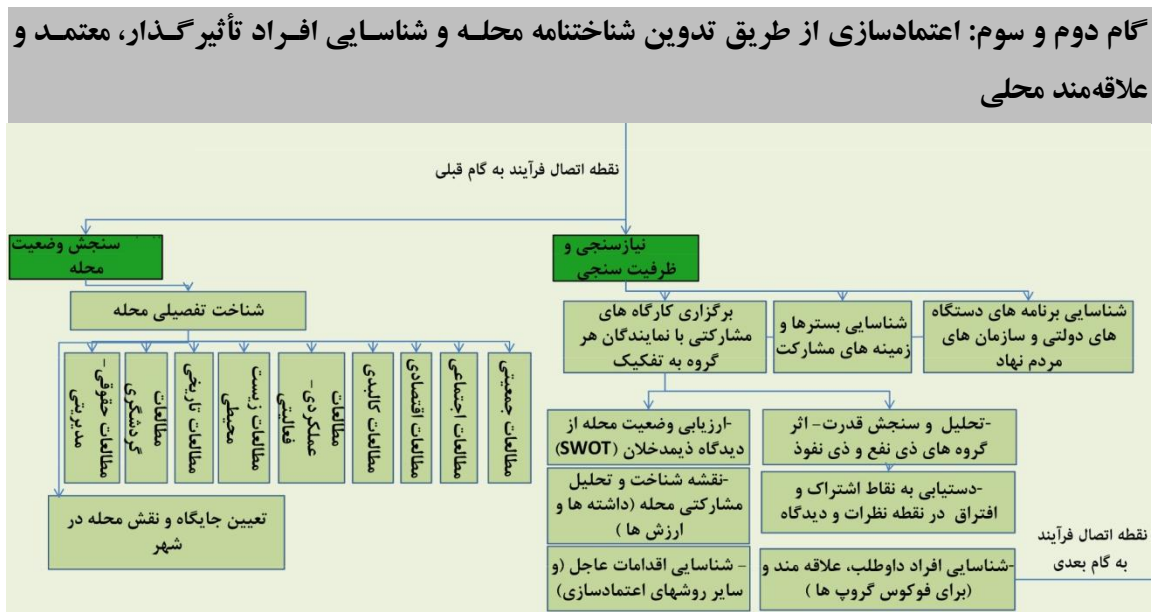 گام دوم و سوم: اعتمادسازی از طریق تدوین شناختنامه محله و شناسایی افراد تأثیرگذار، معتمد و
علاقه‌مند محلی
نقطه اتصال فرآیند به گام قبلی
نیازسنجی و
ظرفیت سنجی
سنجش وضعیت
محله
شناسایی برنامه های دستگاه
های دولتی و سازمان های
مردم نهاد
شناسایی بسترها و
زمینه های مشارکت
برگزاری کارگاه های
مشارکتی با نمایندگان هر
گروه به تفکیک
شناخت تفصیلی محله
مطالعات جمعیتی
مطالعات اجتماعی
مطالعات اقتصادی
مطالعات کالبدی
مطالعات
عملکردی –
فعالیتی
مطالعات زیست
محیطی
مطالعات تاریخی
مطالعات
گردشگری
مطالعات حقوقی –
مدیریتی
تعیین جایگاه و نقش محله در
شهر
-تحلیل و سنجش قدرت- اثر
گروه های ذی نفع و ذی نفوذ
-دستیابی به نقاط اشتراک و
افتراق در نقطه نظرات و دیدگاه
-شناسایی افراد داوطلب، علاقه مند و
(برای فوکوس گروپ ها )
-ارزیابی وضعیت محله از
دیدگاه ذیمدخلان (SWOT)
-نقشه شناخت و تحلیل
مشارکتی محله (داشته ها و
ارزش ها )
– شناسایی اقدامات عاجل (و
سایر روشهای اعتمادسازی)
نقطه اتصال فرآیند
به گام بعدی